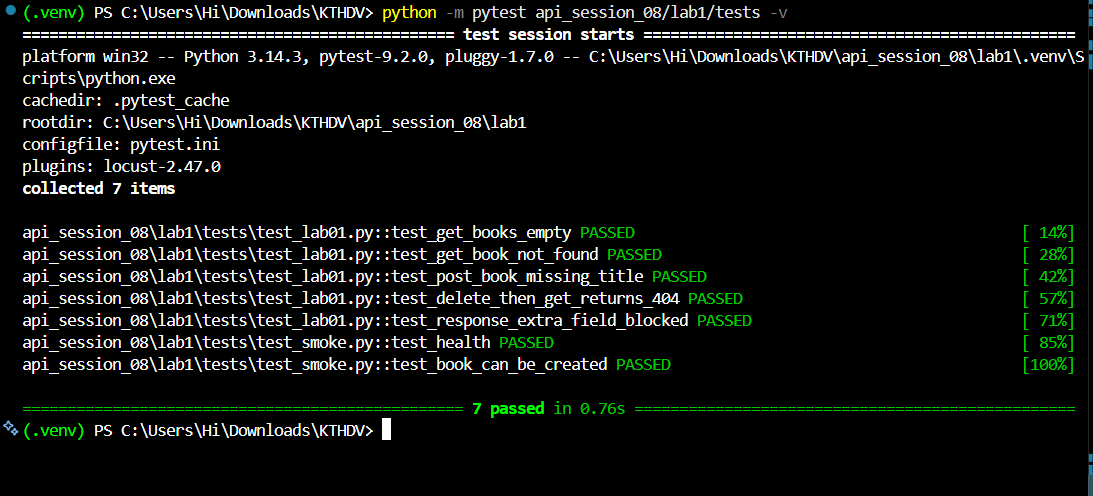 (.venv) PS C:\Users\Hi\Downloads\KTHDV> python -m pytest api_session_08/lab1/tests -v
================================================ test session starts ================================================
platform win32 -- Python 3.14.3, pytest-9.2.0, pluggy-1.7.0 -- C:\Users\Hi\Downloads\KTHDV\api_session_08\lab1\.venv\S
cripts\python.exe
cachedir: .pytest_cache
rootdir: C:\Users\Hi\Downloads\KTHDV\api_session_08\lab1
configfile: pytest.ini
plugins: locust-2.47.0
collected 7 items
api_session_08\lab1\tests\test_lab01.py::test_get_books_empty PASSED [ 14%]
api_session_08\lab1\tests\test_lab01.py::test_get_book_not_found PASSED [ 28%]
api_session_08\lab1\tests\test_lab01.py::test_post_book_missing_title PASSED [ 42%]
api_session_08\lab1\tests\test_lab01.py::test_delete_then_get_returns_404 PASSED [ 57%]
api_session_08\lab1\tests\test_lab01.py::test_response_extra_field_blocked PASSED [ 71%]
api_session_08\lab1\tests\test_smoke.py::test_health PASSED [ 85%]
api_session_08\lab1\tests\test_smoke.py::test_book_can_be_created PASSED [100%]
================================================= 7 passed in 0.76s =================================================
(.venv) PS C:\Users\Hi\Downloads\KTHDV>